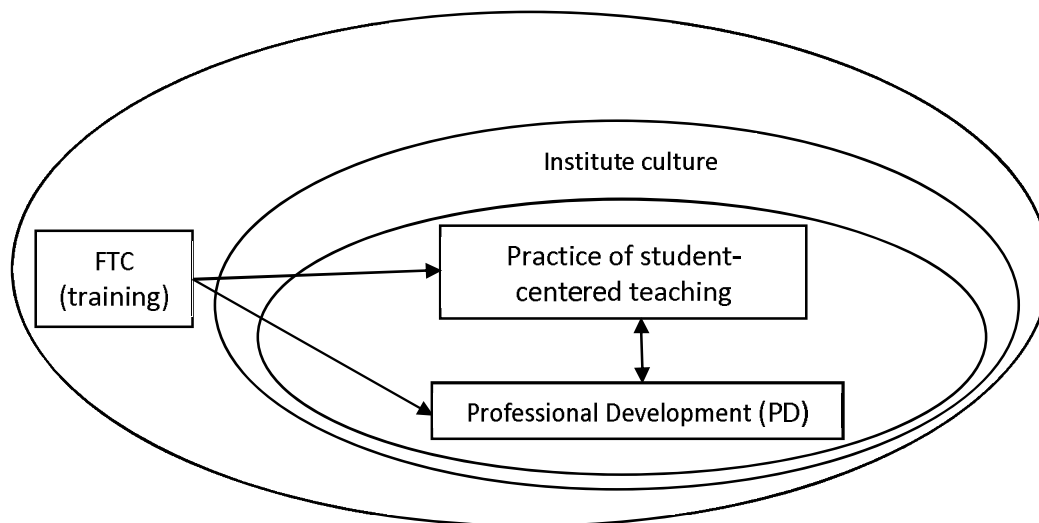 Institute culture
FTC
(training)
Practice of student-
centered teaching
Professional Development (PD)